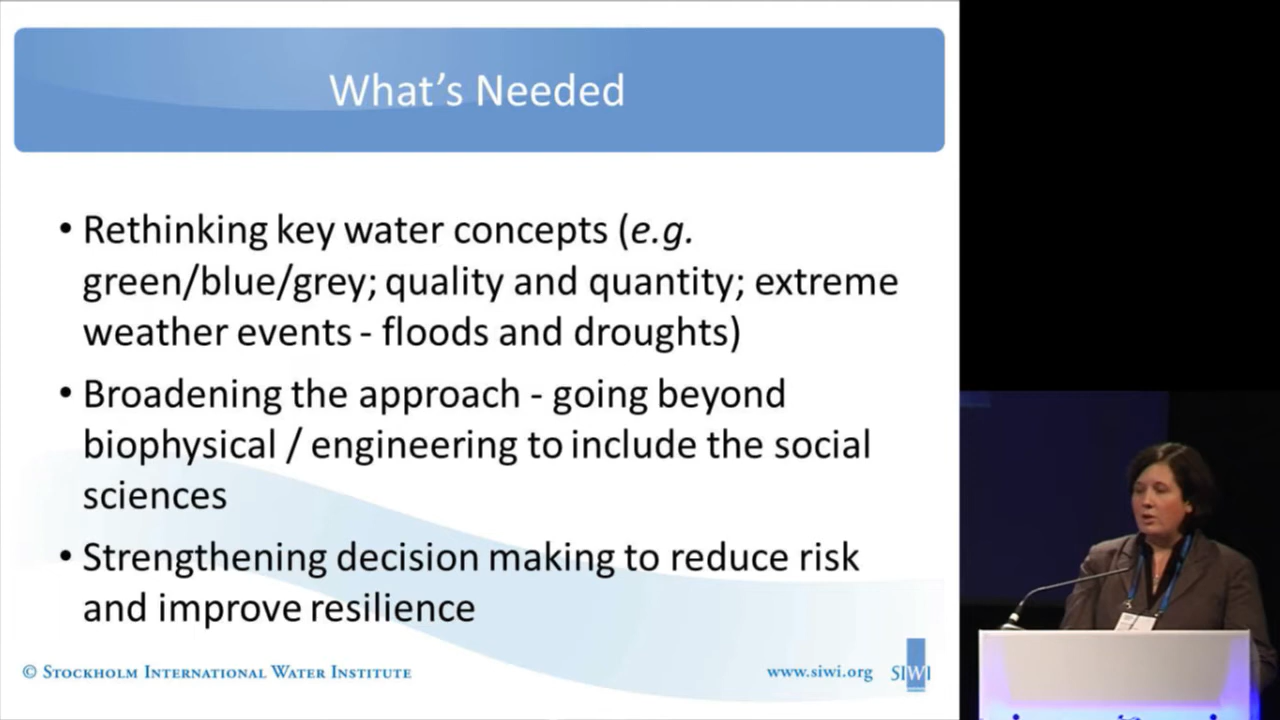 What's Needed
• Rethinking key water concepts (e.g.
green/blue/grey; quality and quantity; extreme
weather events - floods and droughts)
• Broadening the approach - going beyond
biophysical / engineering to include the social
sciences
• Strengthening decision making to reduce risk
and improve resilience
© STOCKHOLM INTERNATIONAL WATER INSTITUTE
www.siwi.org SIWI